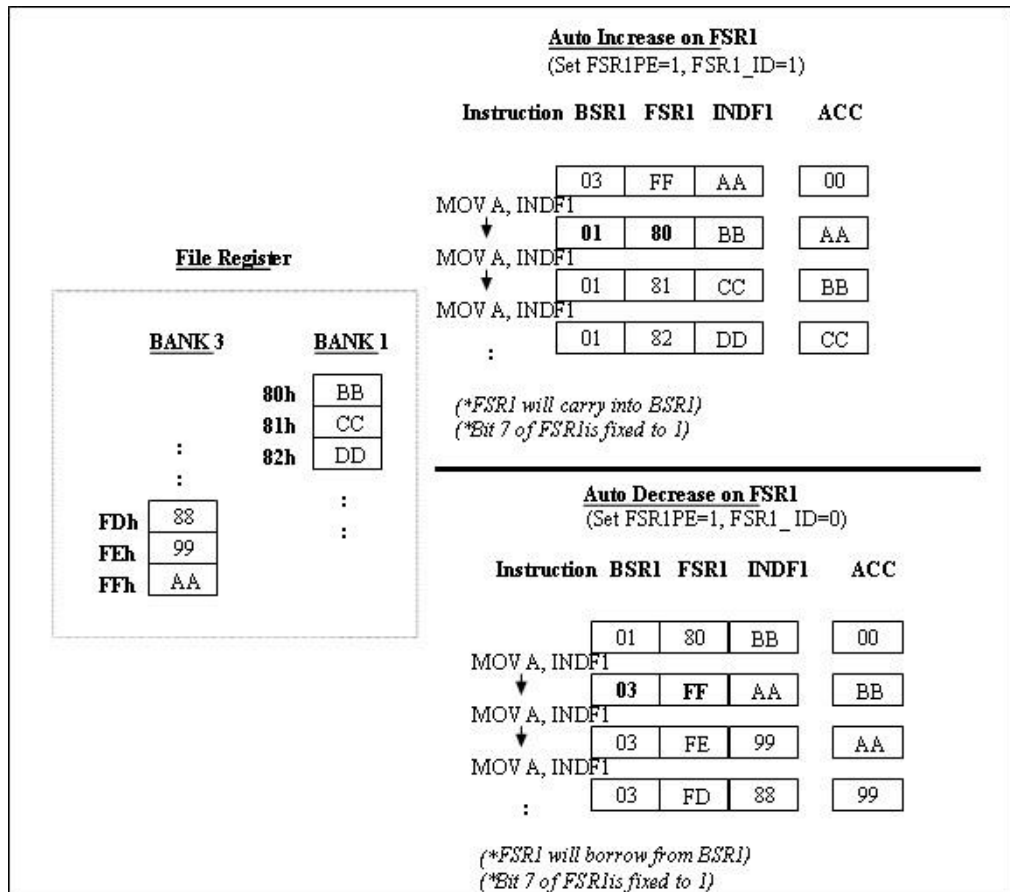 Auto Increase on FSR1
(Set FSR1PE=1, FSR1_ID=1)
Instruction BSR1 FSR1 INDF1 ACC
03 FF AA 00
MOV A, INDF1
01 80 BB AA
MOV A, INDF1
01 81 CC BB
MOV A, INDF1
01 82 DD CC
:
(*FSR1 will carry into BSR1)
(*Bit 7 of FSR1is fixed to 1)
File Register
BANK 3 BANK 1
80h BB
81h CC
82h DD
:
:
:
:
FDh 88
FEh 99
FFh AA
Auto Decrease on FSR1
(Set FSR1PE=1, FSR1_ ID=0)
Instruction BSR1 FSR1 INDF1 ACC
01 80 BB 00
MOV A, INDF1
03 FF AA BB
MOV A, INDF1
03 FE 99 AA
MOV A, INDF1
03 FD 88 99
:
(*FSR1 will borrow from BSR1)
(*Bit 7 of FSR1is fixed to 1)